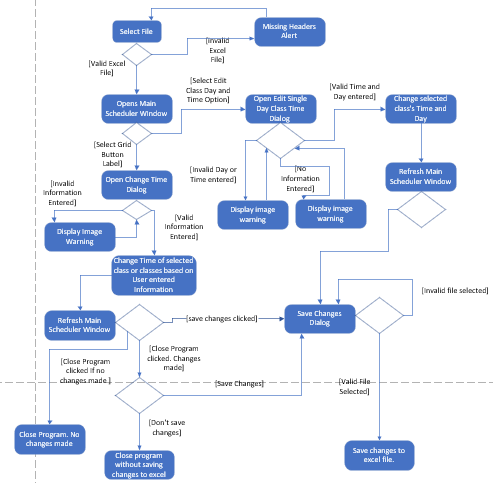 Select File
Missing Headers
Alert
[Invalid
Excel
File]
[Valid Excel
File]
[Select Edit
Class Day and
Time Option]
[Valid Time and
Day entered]
Opens Main
Scheduler Window
Open Edit Single
Day Class Time
Dialog
Change selected
class's Time and
Day
[Select Grid
Button
Label]
[Invalid Day or
Time entered]
[No
Information
Entered]
Refresh Main
Scheduler Window
Open Change Time
Dialog
[Invalid
Information
Entered]
Display image
warning
Display image
warning
[Valid
Information
Entered]
Display Image
Warning
Change Time of selected
class or classes based on
User entered
Information
[Invalid file selected]
Refresh Main
Scheduler Window
[save changes clicked]
Save Changes
Dialog
[Close Program
clicked If no
changes made ]
[Close Program
clicked. Changes
made]
[Save Changes]
[Valid File
Selected]
[Don't save
changes]
Close Program. No
changes made
Close program
without saving
changes to excel
Save changes to
excel file.